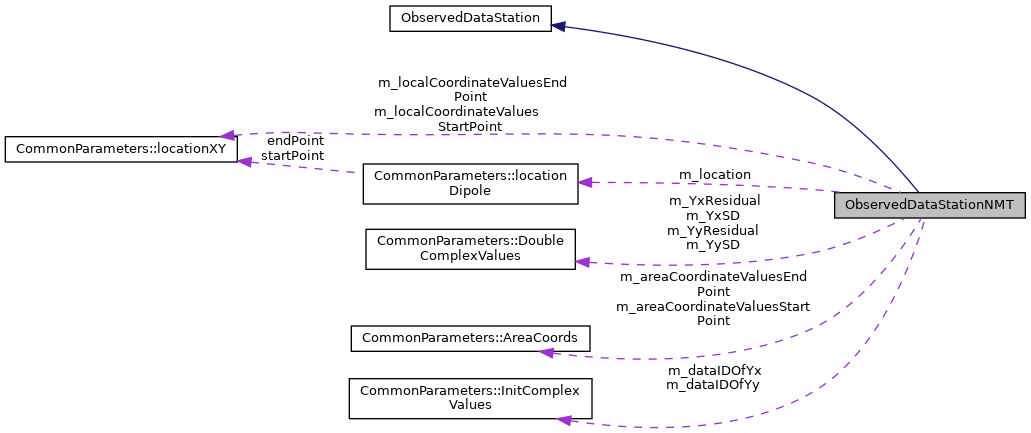 ObservedDataStation
m_localCoordinateValuesEnd
Point
m_localCoordinateValues
StartPoint
CommonParameters::locationXY
endPoint
startPoint
CommonParameters::location
Dipole
m_location
ObservedDataStationNMT
m_YxResidual
m_YxSD
m_YyResidual
m_YySD
CommonParameters::Double
ComplexValues
m_areaCoordinateValuesEnd
Point
m_areaCoordinateValuesStart
Point
CommonParameters::AreaCoords
m_dataIDOfYx
m_dataIDOfYy
CommonParameters::InitComplex
Values